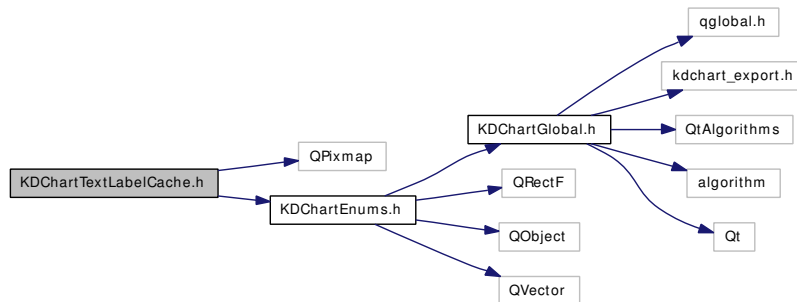 qglobal.h
kdchart_export.h
KDChartGlobal.h
QtAlgorithms
QPixmap
algorithm
KDChartTextLabelCache.h
QRectF
KDChartEnums.h
QObject
Qt
QVector